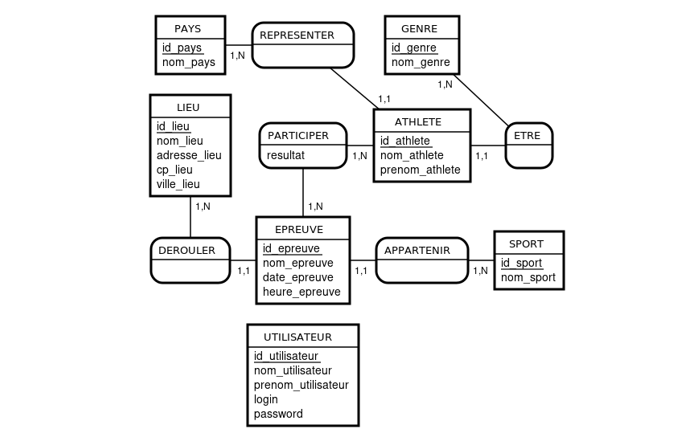 PAYS
id_pays
nom_pays
1,N
REPRESENTER
GENRE
id_genre
nom_genre
1,N
1,1
LIEU
id_lieu
nom_lieu
adresse_lieu
cp_lieu
ville_lieu
1,N
PARTICIPER
resultat
1,N
ATHLETE
id_athlete
nom_athlete
prenom_athlete
1,1
ETRE
1,N
DEROULER
1,1
EPREUVE
id_epreuve
nom_epreuve
date_epreuve
heure_epreuve
1,1
APPARTENIR
1,N
SPORT
id_sport
nom_sport
UTILISATEUR
id_utilisateur
nom_utilisateur
prenom_utilisateur
login
password